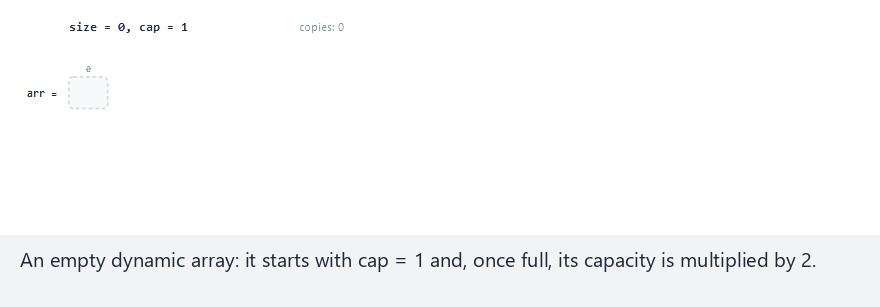 size = 0, cap = 1 copies: 0
0
arr =
An empty dynamic array: it starts with cap = 1 and, once full, its capacity is multiplied by 2.